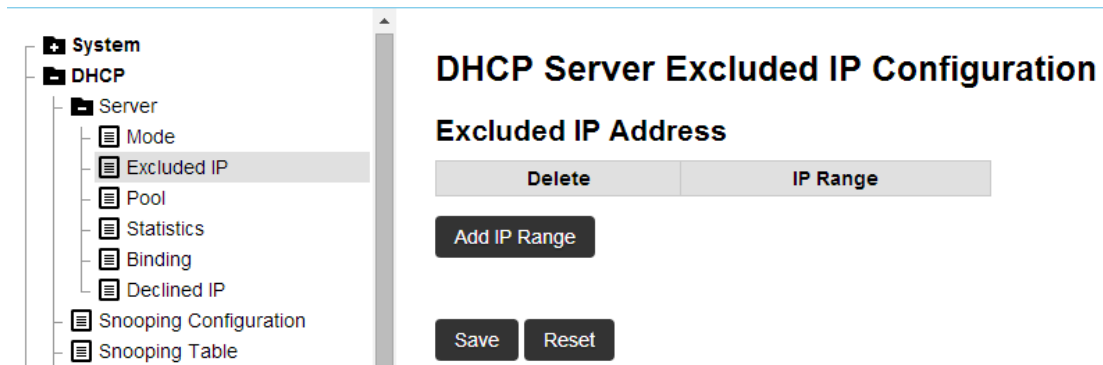 System
DHCP
Server
Mode
Excluded IP
Pool
Statistics
Binding
Declined IP
Snooping Configuration
Snooping Table
DHCP Server Excluded IP Configuration
Excluded IP Address
Delete IP Range
Add IP Range
Save Reset